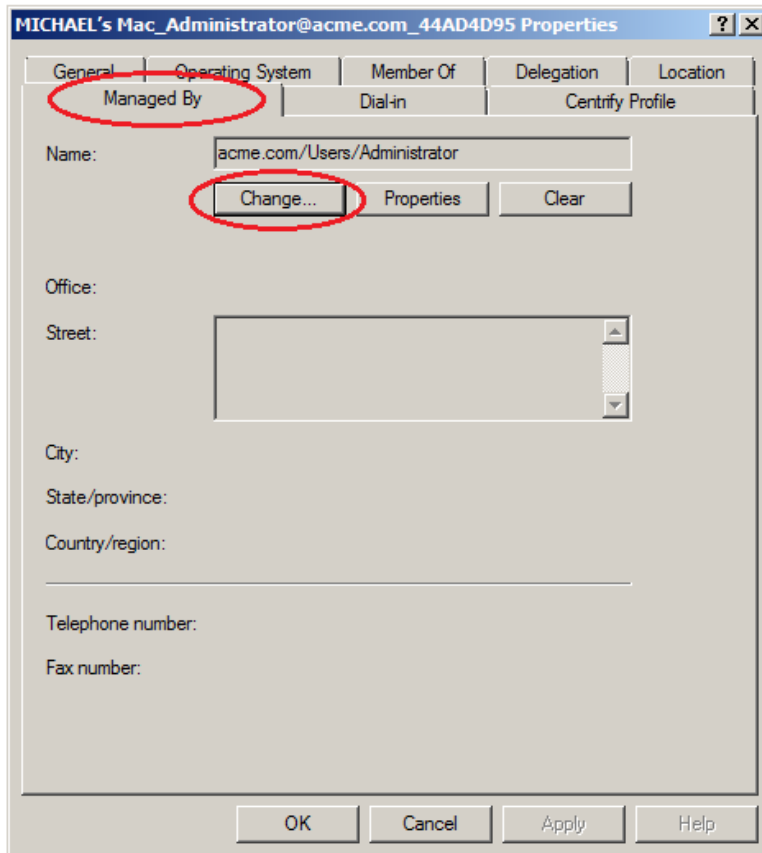 MICHAEL's Mac_Administrator@acme.com_44AD4D95 Properties
General Operating System Member Of Delegation Location
Managed By Dial-in Centrify Profile
Name: acme.com/Users/Administrator
Change... Properties Clear
Office:
Street:
City:
State/province:
Country/region:
Telephone number:
Fax number:
OK Cancel Apply Help